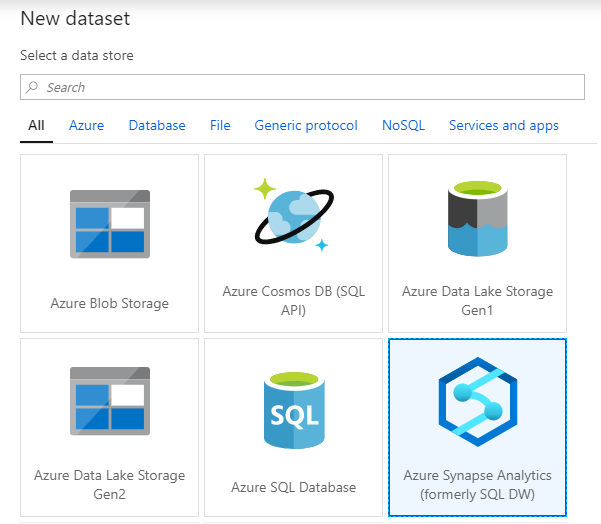 New dataset
Select a data store
Search
All Azure Database File Generic protocol NoSQL Services and apps
Azure Blob Storage
Azure Cosmos DB (SQL
API)
Azure Data Lake Storage
Gen1
Azure Data Lake Storage
Gen2
SQL
Azure SQL Database
Azure Synapse Analytics
(formerly SQL DW)